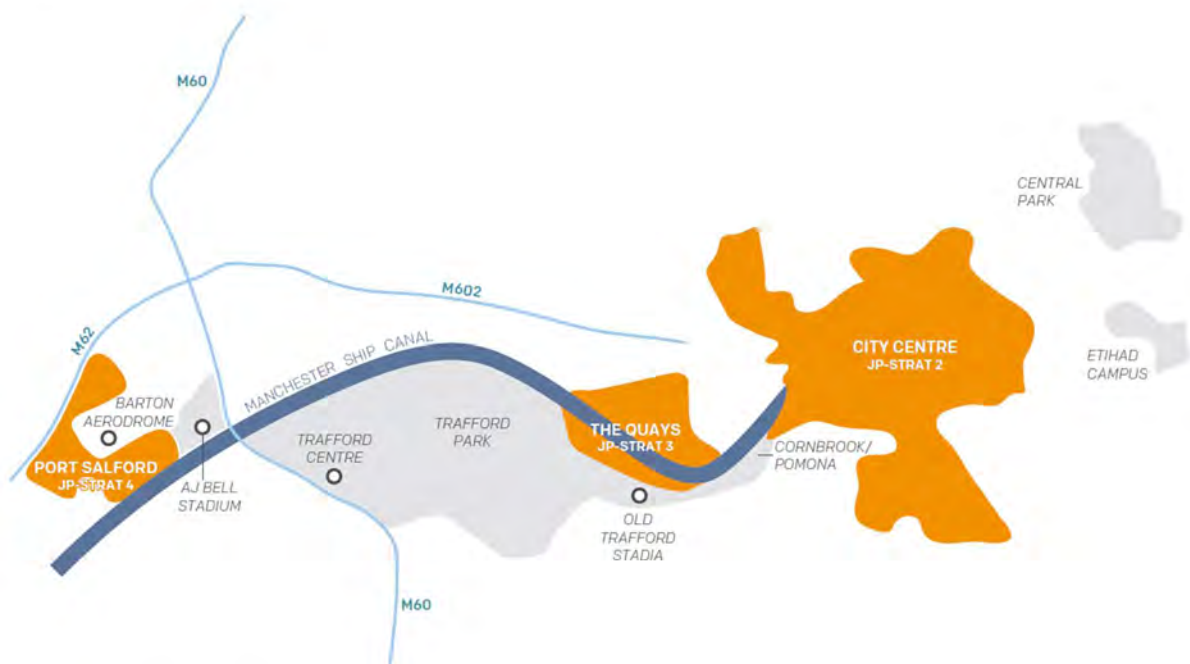 M60
CENTRAL
PARK
M602
M62
MANCHESTER SHIP CANAL
CITY CENTRE
JP-STRAT 2
ETIHAD
CAMPUS
BARTON
AERODROME
TRAFFORD
PARK
THE QUAYS
JP-STRAT 3
TRAFFORD
CENTRE
CORNBROOK/
POMONA
PORT SALFORD
JP-STRAT 4
AJ BELL
STADIUM
OLD
TRAFFORD
STADIA
M60